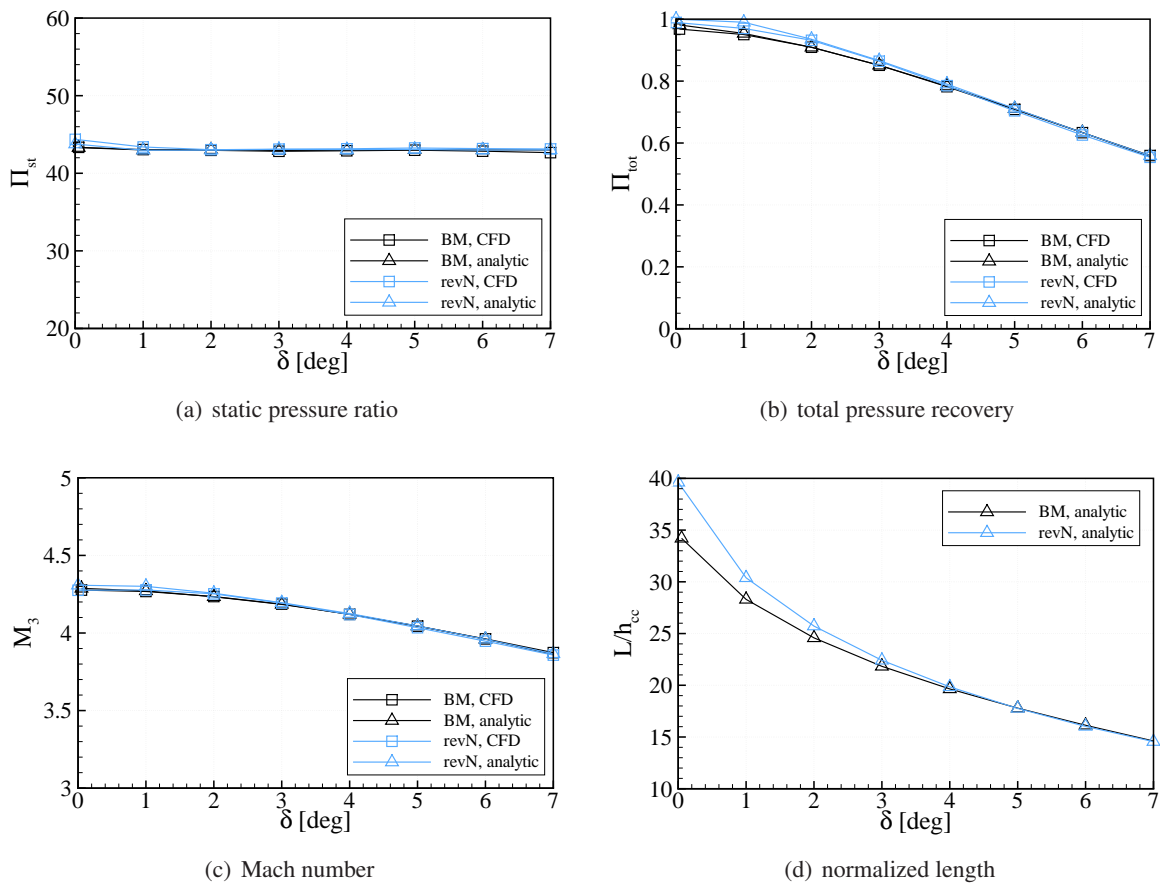 60
50
40
30
20
Πst
0 1 2 3 4 5 6 7
δ [deg]
BM, CFD
BM, analytic
revN, CFD
revN, analytic
(a) static pressure ratio
1
0.8
0.6
0.4
0.2
0
Πtot
0 1 2 3 4 5 6 7
δ [deg]
BM, CFD
BM, analytic
revN, CFD
revN, analytic
(b) total pressure recovery
5
4.5
4
3.5
3
M3
0 1 2 3 4 5 6 7
δ [deg]
BM, CFD
BM, analytic
revN, CFD
revN, analytic
(c) Mach number
40
35
30
25
20
15
10
L/hcc
0 1 2 3 4 5 6 7
δ [deg]
BM, analytic
revN, analytic
(d) normalized length